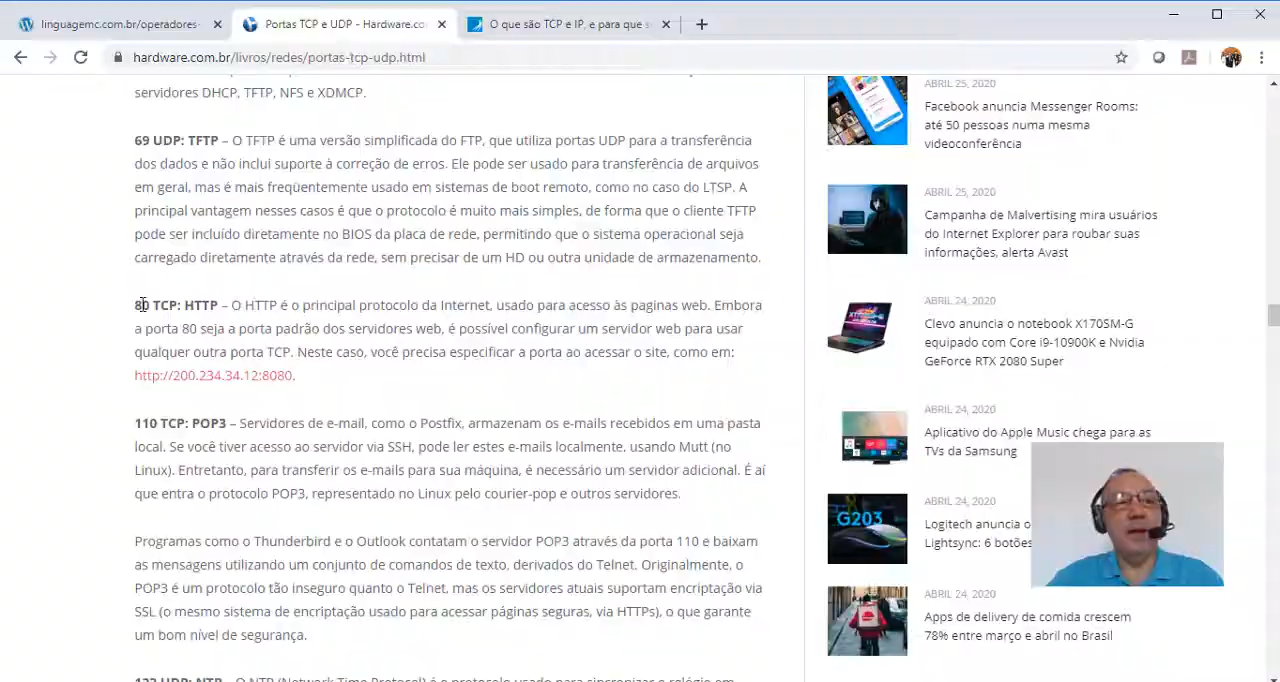 linguagemc.com.br/operadores-
Portas TCP e UDP - Hardware.co
O que são TCP e IP, e para que s
hardware.com.br/livros/redes/portas-tcp-udp.html
servidores DHCP, TFTP, NFS e XDMCP.
69 UDP: TFTP – O TFTP é uma versão simplificada do FTP, que utiliza portas UDP para a transferência
dos dados e não inclui suporte à correção de erros. Ele pode ser usado para transferência de arquivos
em geral, mas é mais freqüentemente usado em sistemas de boot remoto, como no caso do LTSP. A
principal vantagem nesses casos é que o protocolo é muito mais simples, de forma que o cliente TFTP
pode ser incluído diretamente no BIOS da placa de rede, permitindo que o sistema operacional seja
carregado diretamente através da rede, sem precisar de um HD ou outra unidade de armazenamento.
80 TCP: HTTP – O HTTP é o principal protocolo da Internet, usado para acesso às paginas web. Embora
a porta 80 seja a porta padrão dos servidores web, é possível configurar um servidor web para usar
qualquer outra porta TCP. Neste caso, você precisa especificar a porta ao acessar o site, como em:
http://200.234.34.12:8080.
110 TCP: POP3 – Servidores de e-mail, como o Postfix, armazenam os e-mails recebidos em uma pasta
local. Se você tiver acesso ao servidor via SSH, pode ler estes e-mails localmente, usando Mutt (no
Linux). Entretanto, para transferir os e-mails para sua máquina, é necessário um servidor adicional. É aí
que entra o protocolo POP3, representado no Linux pelo courier-pop e outros servidores.
Programas como o Thunderbird e o Outlook contatam o servidor POP3 através da porta 110 e baixam
as mensagens utilizando um conjunto de comandos de texto, derivados do Telnet. Originalmente, o
POP3 é um protocolo tão inseguro quanto o Telnet, mas os servidores atuais suportam encriptação via
SSL (o mesmo sistema de encriptação usado para acessar páginas seguras, via HTTPs), o que garante
um bom nível de segurança.
123 UDP: NTP – O NTP (Network Time Protocol) é o protocolo usado para sincronizar o relógio em
ABRIL 25, 2020
Facebook anuncia Messenger Rooms:
até 50 pessoas numa mesma
videoconferência
ABRIL 25, 2020
Campanha de Malvertising mira usuários
do Internet Explorer para roubar suas
informações, alerta Avast
ABRIL 24, 2020
Clevo anuncia o notebook X170SM-G
equipado com Core i9-10900K e Nvidia
GeForce RTX 2080 Super
ABRIL 24, 2020
Aplicativo do Apple Music chega para as
TVs da Samsung
ABRIL 24, 2020
G203
Logitech anuncia o
Lightsync: 6 botões
ABRIL 24, 2020
Apps de delivery de comida crescem
78% entre março e abril no Brasil